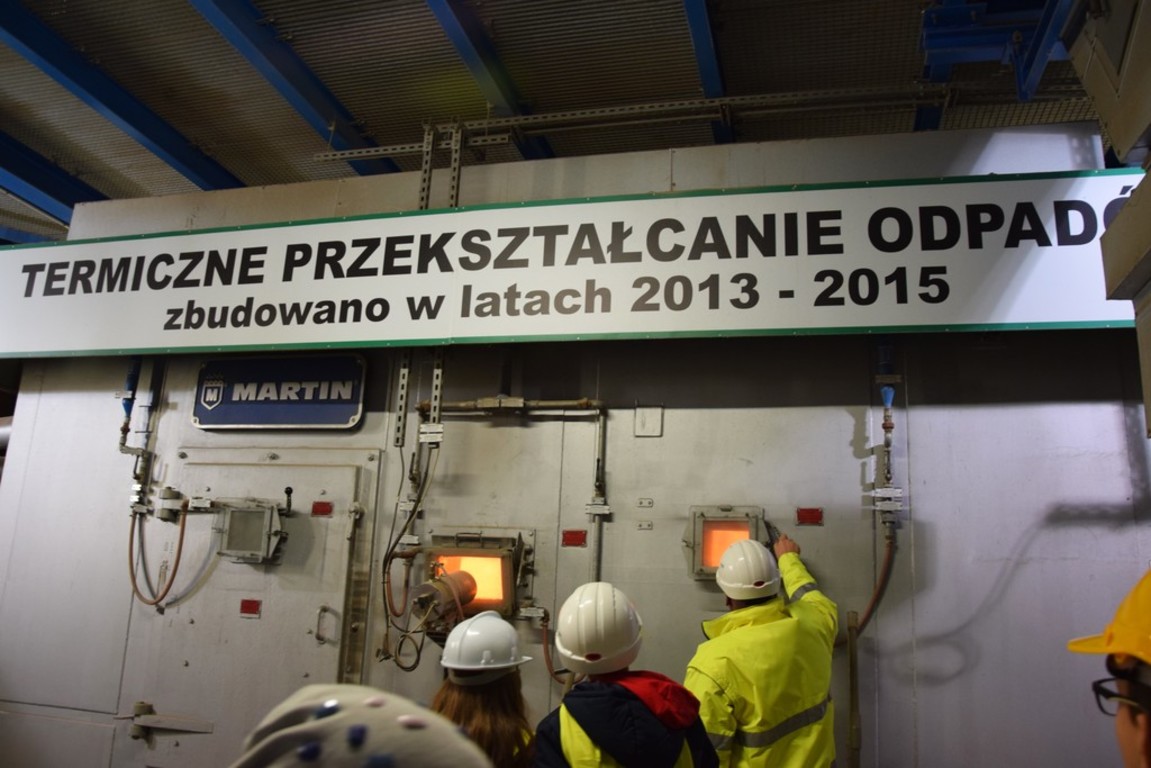 TERMICZNE PRZEKSZTAŁCANIE ODPADÓ
zbudowano w latach 2013 - 2015
M MARTIN